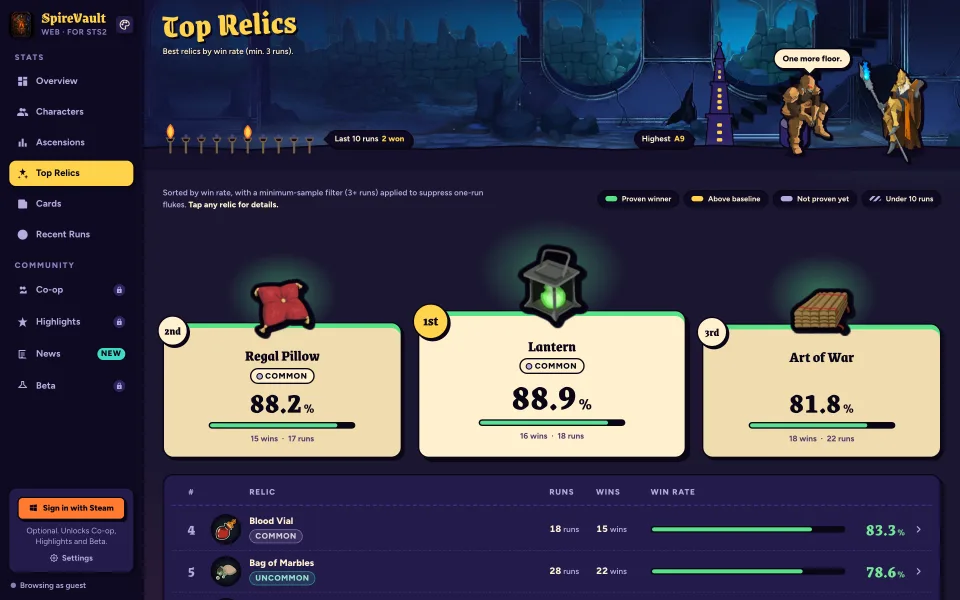 SpireVault
WEB · FOR STS2
STATS
Overview
Characters
Ascensions
Top Relics
Cards
Recent Runs
COMMUNITY
Co-op
Highlights
News NEW
Beta
Sign in with Steam
Optional. Unlocks Co-op,
Highlights and Beta.
Settings
Browsing as guest
Top Relics
Best relics by win rate (min. 3 runs).
One more floor.
Last 10 runs 2 won
Highest A9
Sorted by win rate, with a minimum-sample filter (3+ runs) applied to suppress one-run
flukes. Tap any relic for details.
Proven winner
Above baseline
Not proven yet
Under 10 runs
2nd
Regal Pillow
COMMON
88.2%
15 wins · 17 runs
1st
Lantern
COMMON
88.9%
16 wins · 18 runs
3rd
Art of War
81.8%
18 wins · 22 runs
# RELIC RUNS WINS WIN RATE
4 Blood Vial COMMON 18 runs 15 wins 83.3%
5 Bag of Marbles UNCOMMON 28 runs 22 wins 78.6%